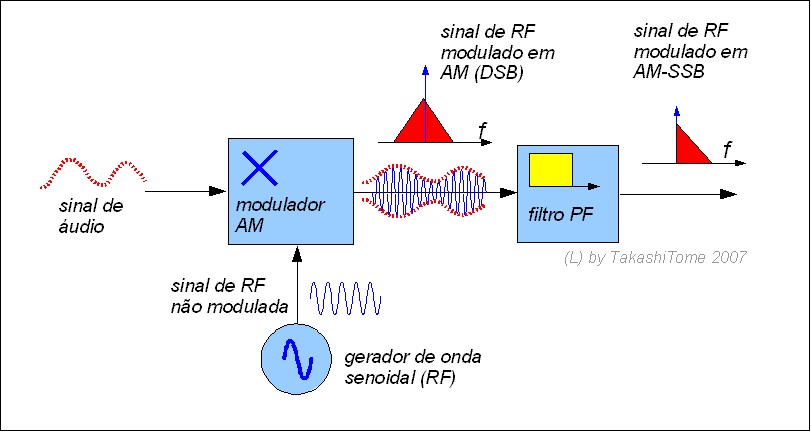 sinal de RF
modulado em
AM (DSB)
sinal de RF
modulado em
AM-SSB
f
f
sinal de
áudio
modulador
AM
filtro PF
(L) by TakashiTome 2007
sinal de RF
não modulada
gerador de onda
senoidal (RF)